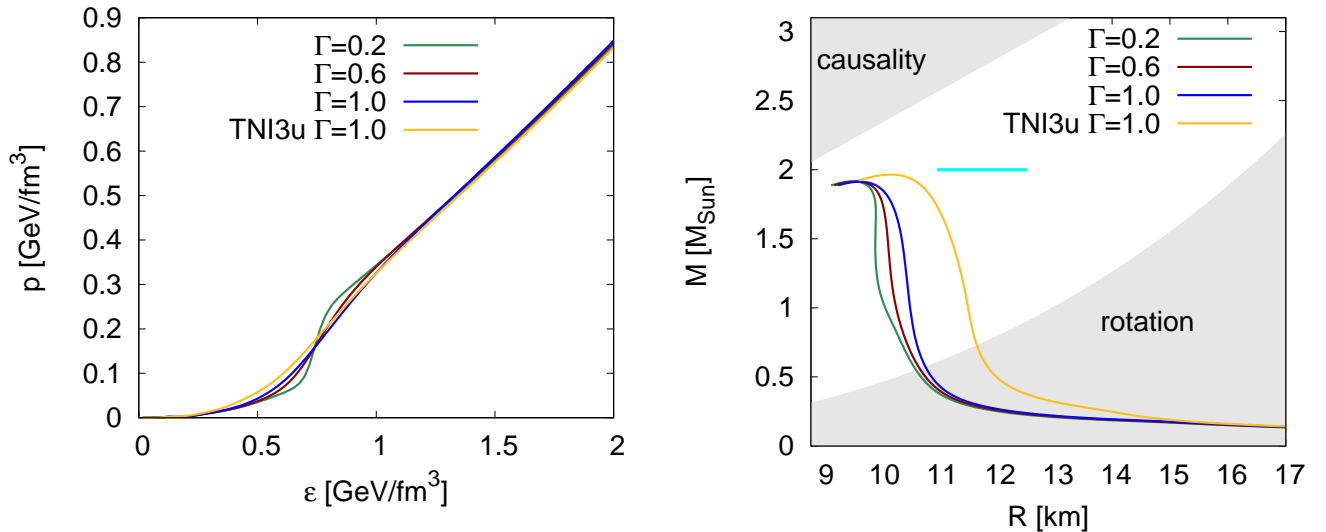 0.9
0.8
0.7
0.6
0.5
0.4
0.3
0.2
0.1
0
p [GeV/fm³]
Γ=0.2
Γ=0.6
Γ=1.0
TNI3u Γ=1.0
0 0.5 1 1.5 2
ε [GeV/fm³]
3
2.5
2
1.5
1
0.5
0
M [M_Sun]
causality
Γ=0.2
Γ=0.6
Γ=1.0
TNI3u Γ=1.0
rotation
9 10 11 12 13 14 15 16 17
R [km]